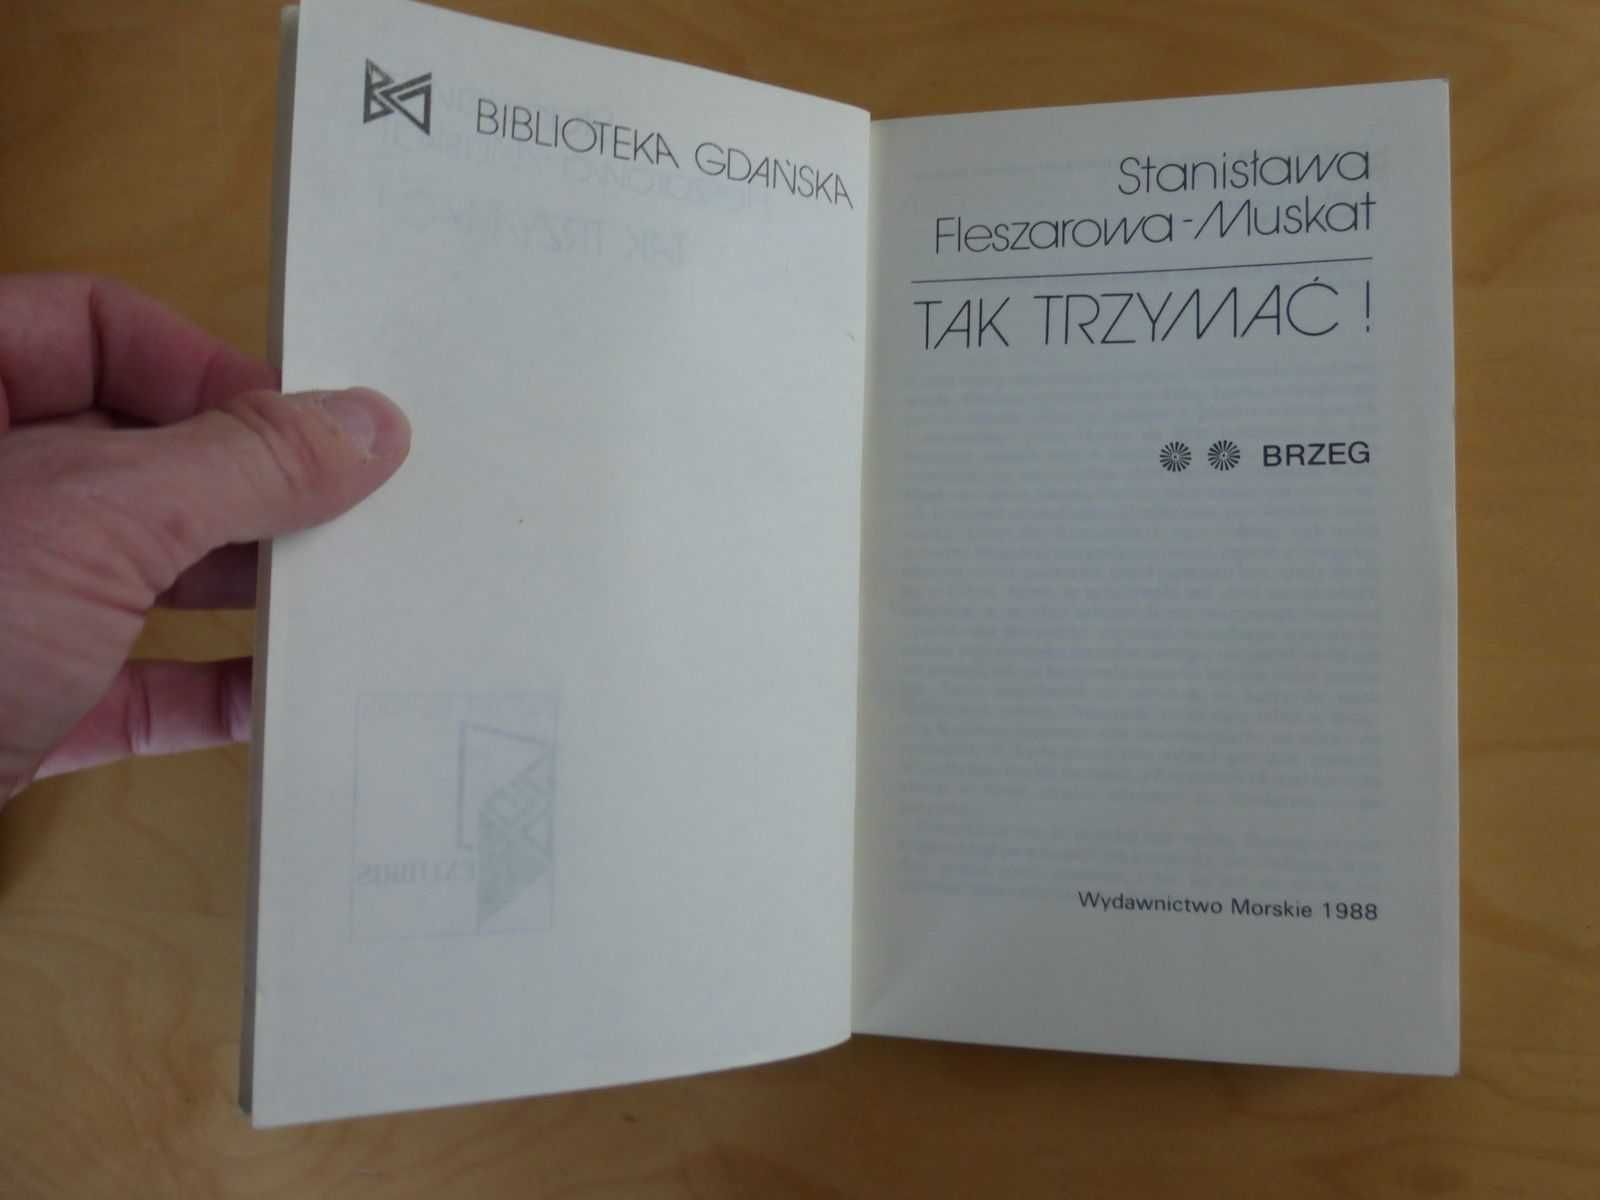 BIBLIOTEKA GDAŃSKA
Stanisława
Fleszarowa-Muskat
TAK TRZYMAĆ!
BRZEG
Wydawnictwo Morskie 1988